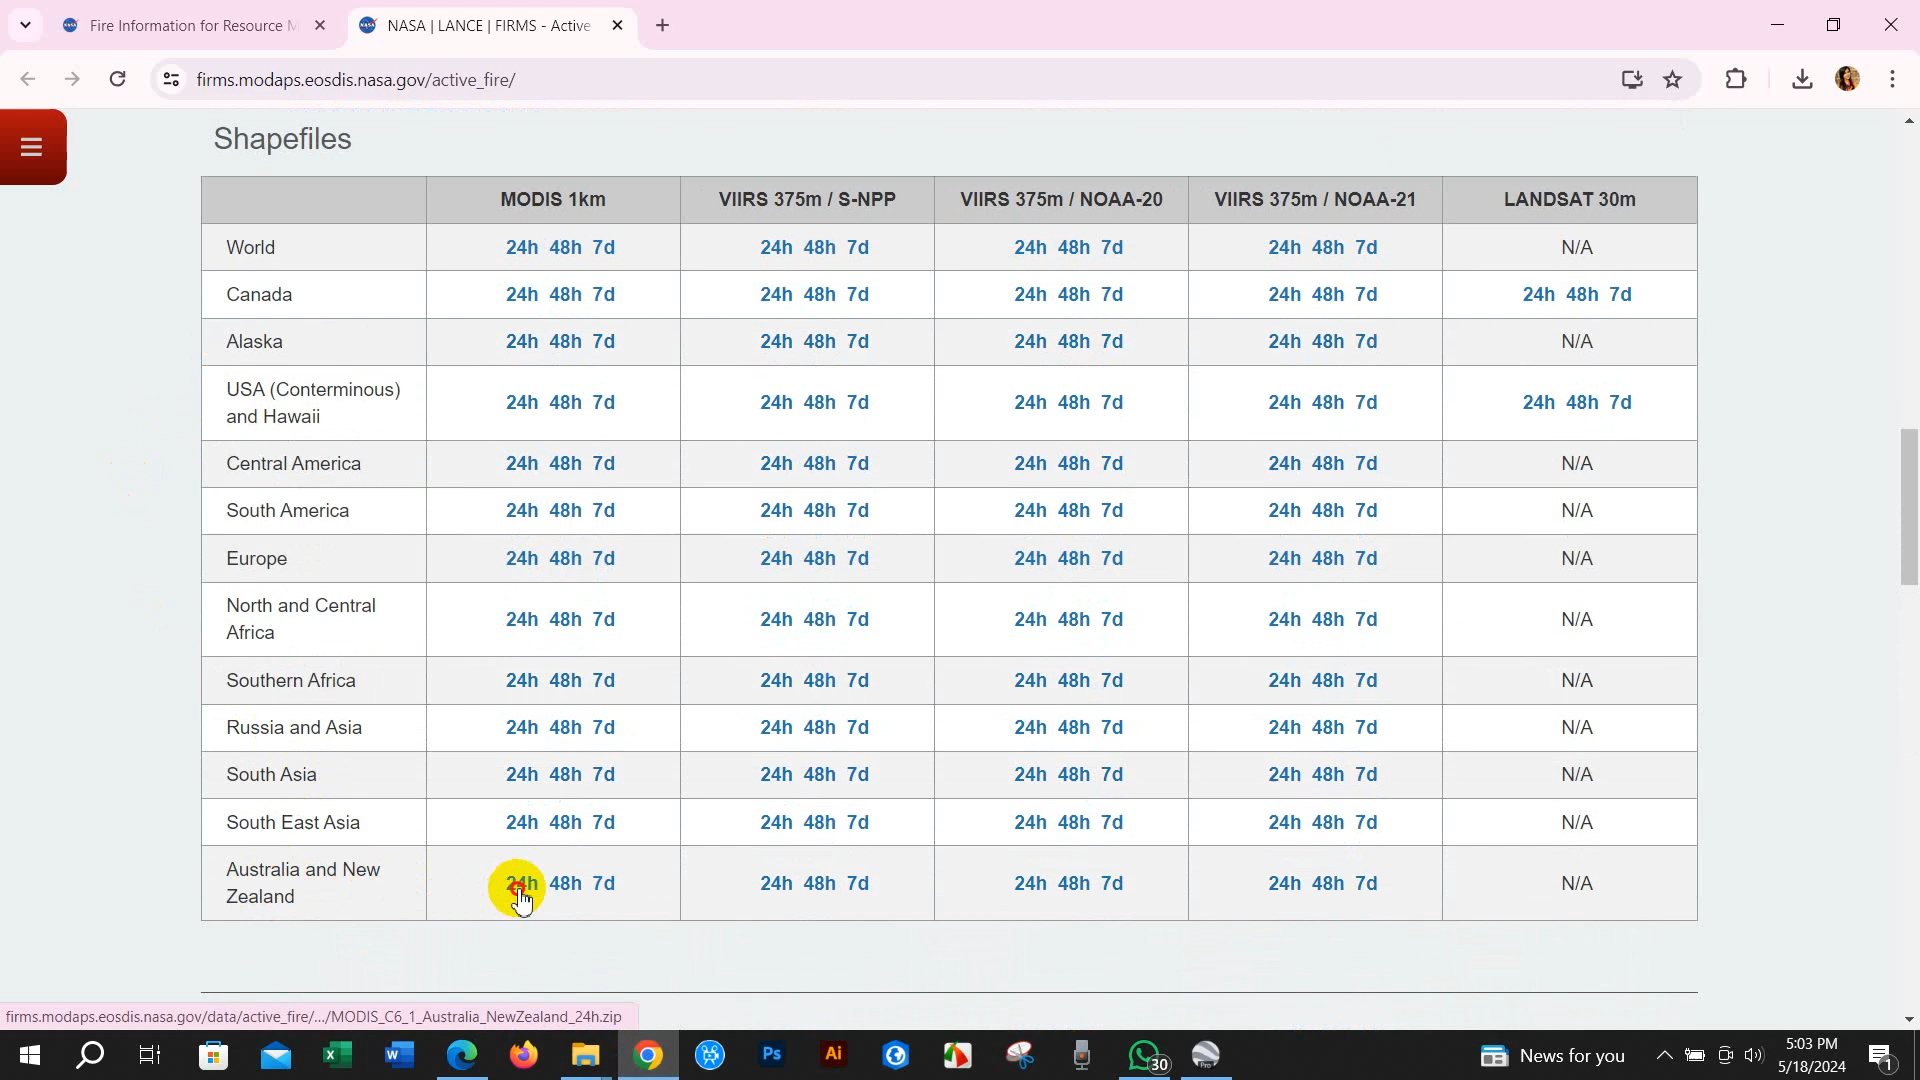 Fire Information for Resource M
NASA | LANCE | FIRMS - Active
firms.modaps.eosdis.nasa.gov/active_fire/
Shapefiles
MODIS 1km VIIRS 375m / S-NPP VIIRS 375m / NOAA-20 VIIRS 375m / NOAA-21 LANDSAT 30m
World 24h 48h 7d 24h 48h 7d 24h 48h 7d 24h 48h 7d N/A
Canada 24h 48h 7d 24h 48h 7d 24h 48h 7d 24h 48h 7d 24h 48h 7d
Alaska 24h 48h 7d 24h 48h 7d 24h 48h 7d 24h 48h 7d N/A
USA (Conterminous)
and Hawaii 24h 48h 7d 24h 48h 7d 24h 48h 7d 24h 48h 7d 24h 48h 7d
Central America 24h 48h 7d 24h 48h 7d 24h 48h 7d 24h 48h 7d N/A
South America 24h 48h 7d 24h 48h 7d 24h 48h 7d 24h 48h 7d N/A
Europe 24h 48h 7d 24h 48h 7d 24h 48h 7d 24h 48h 7d N/A
North and Central
Africa 24h 48h 7d 24h 48h 7d 24h 48h 7d 24h 48h 7d N/A
Southern Africa 24h 48h 7d 24h 48h 7d 24h 48h 7d 24h 48h 7d N/A
Russia and Asia 24h 48h 7d 24h 48h 7d 24h 48h 7d 24h 48h 7d N/A
South Asia 24h 48h 7d 24h 48h 7d 24h 48h 7d 24h 48h 7d N/A
South East Asia 24h 48h 7d 24h 48h 7d 24h 48h 7d 24h 48h 7d N/A
Australia and New
Zealand 24h 48h 7d 24h 48h 7d 24h 48h 7d 24h 48h 7d N/A
firms.modaps.eosdis.nasa.gov/data/active_fire/.../MODIS_C6_1_Australia_NewZealand_24h.zip
Ps
Ai
30
Pro
News for you
5:03 PM
5/18/2024
1